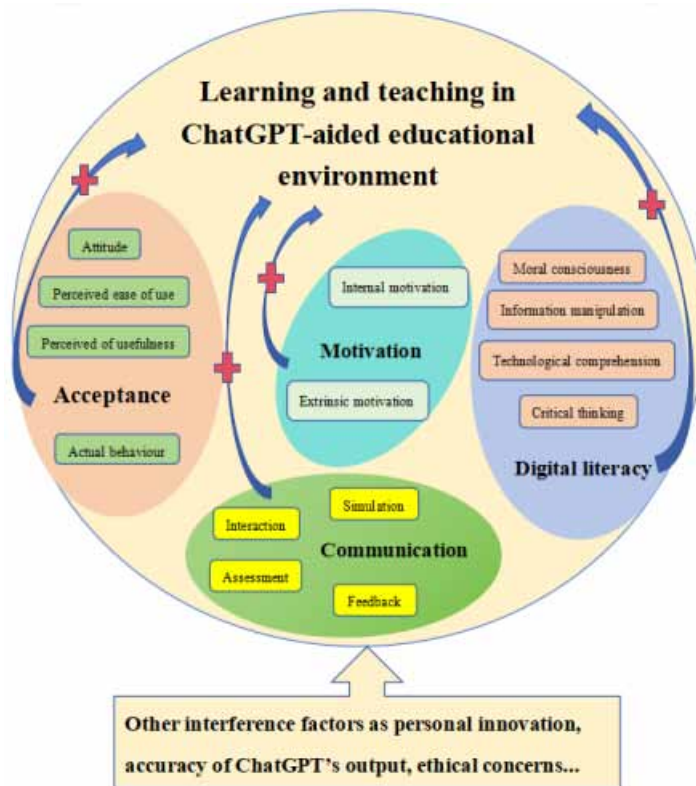 Learning and teaching in
ChatGPT-aided educational
environment
Attitude
Perceived ease of use
Perceived of usefulness
Acceptance
Actual behaviour
Internal motivation
Motivation
Extrinsic motivation
Moral consciousness
Information manipulation
Technological comprehension
Critical thinking
Digital literacy
Simulation
Interaction
Communication
Assessment
Feedback
Other interference factors as personal innovation,
accuracy of ChatGPT’s output, ethical concerns...